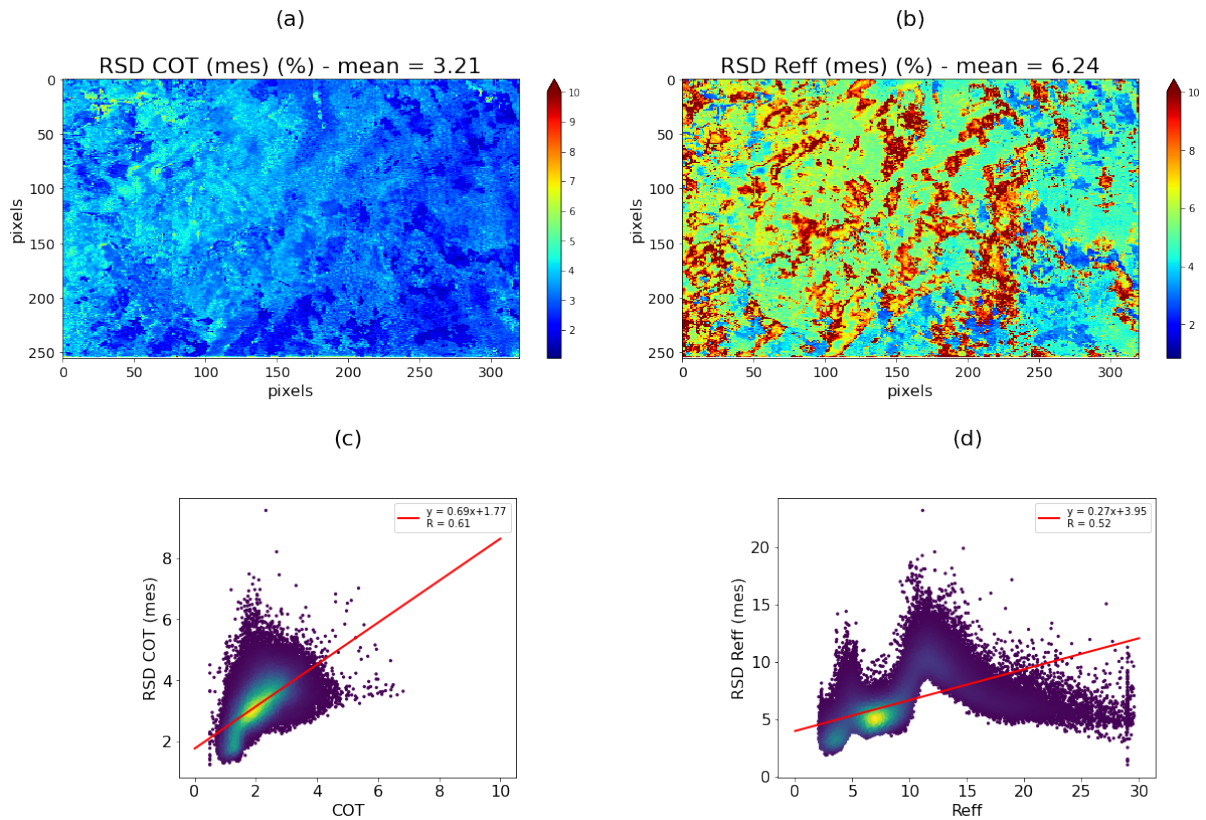 (a)
RSD COT (mes) (%) - mean = 3.21
0
50
100
150
200
250
pixels
0 50 100 150 200 250 300
pixels
10
9
8
7
6
5
4
3
2
(b)
RSD Reff (mes) (%) - mean = 6.24
0
50
100
150
200
250
pixels
0 50 100 150 200 250 300
pixels
10
8
6
4
2
(c)
y = 0.69x+1.77
R = 0.61
8
6
4
2
RSD COT (mes)
0 2 4 6 8 10
COT
(d)
y = 0.27x+3.95
R = 0.52
20
15
10
5
0
RSD Reff (mes)
0 5 10 15 20 25 30
Reff